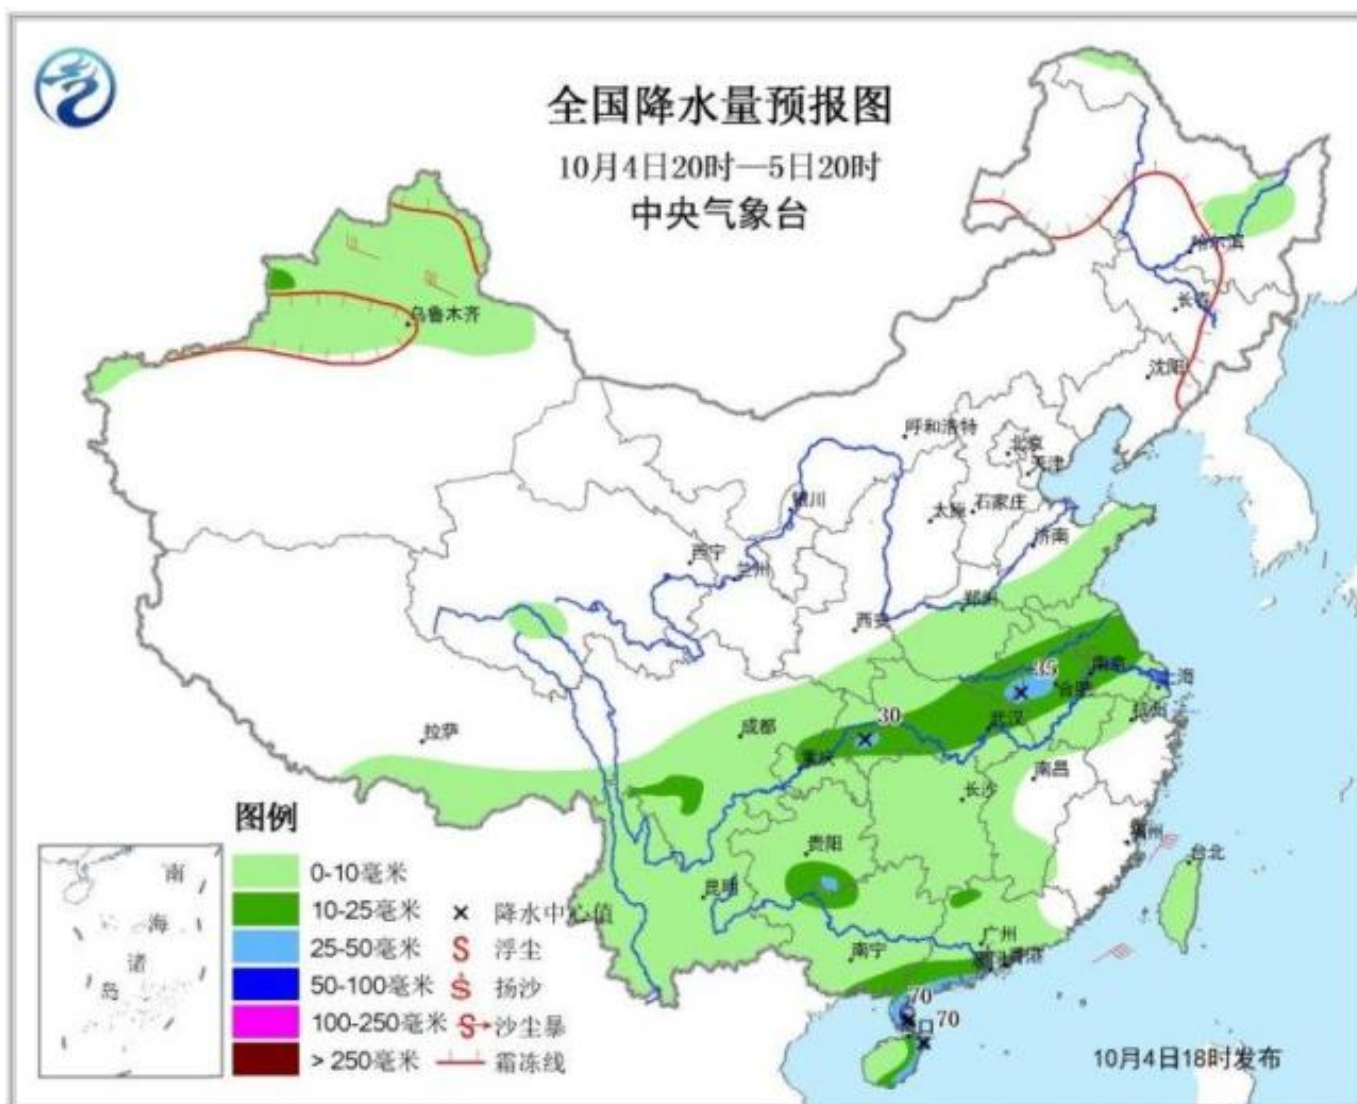 全国降水量预报图
10月4日20时—5日20时
中央气象台
哈尔滨
长春
乌鲁木齐
沈阳
呼和浩特
北京
天津
银川
石家庄
太原
济南
西宁
兰州
郑州
西安
35
南京
合肥
上海
30
武汉
杭州
拉萨
成都
重庆
南昌
长沙
图例
贵阳
福州
台北
昆明
广州
南宁
香港
70
70
南
海
诸
岛
0-10毫米
10-25毫米
25-50毫米
50-100毫米
100-250毫米
> 250毫米
降水中心值
浮尘
扬沙
沙尘暴
霜冻线
10月4日18时发布